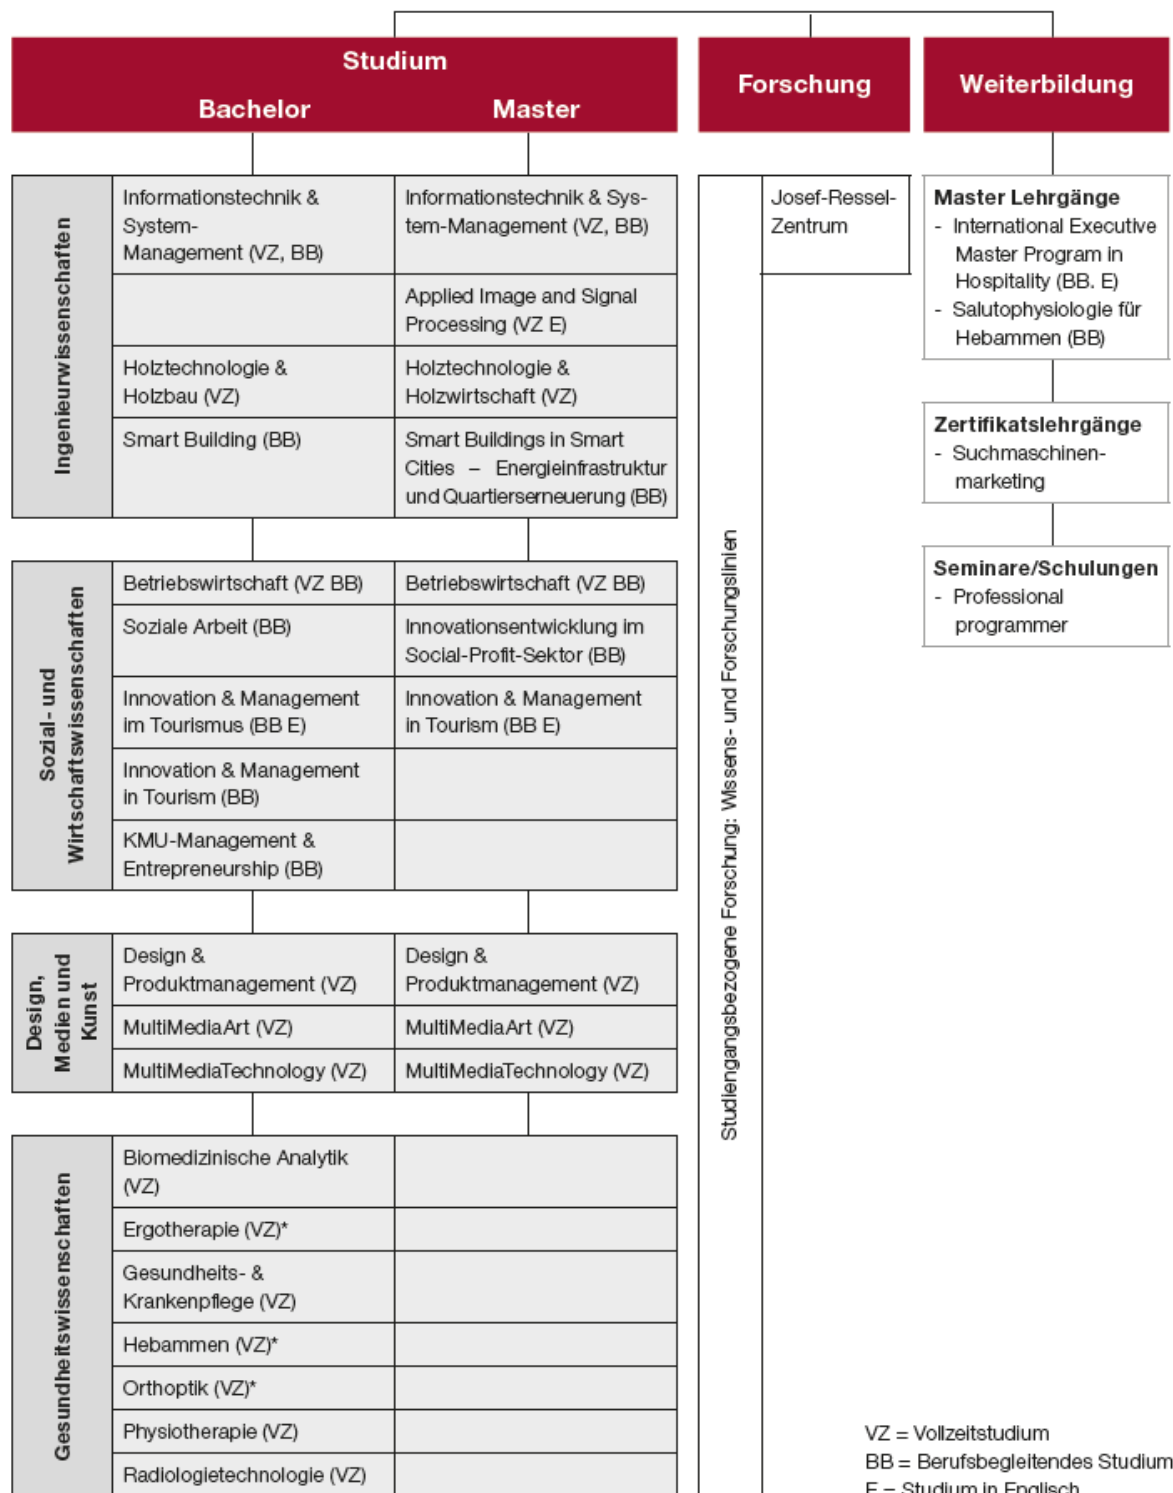 Studium
Bachelor
Master
Forschung
Weiterbildung
Ingenieurwissenschaften
Informationstechnik &
System-
Management (VZ, BB)
Informationstechnik & Sys-
tem-Management (VZ, BB)
Applied Image and Signal
Processing (VZ E)
Holztechnologie &
Holzbau (VZ)
Holztechnologie &
Holzwirtschaft (VZ)
Smart Building (BB)
Smart Buildings in Smart
Cities – Energieinfrastruktur
und Quartierserneuerung (BB)
Sozial- und
Wirtschaftswissenschaften
Betriebswirtschaft (VZ BB)
Betriebswirtschaft (VZ BB)
Soziale Arbeit (BB)
Innovationsentwicklung im
Social-Profit-Sektor (BB)
Innovation & Management
im Tourismus (BB E)
Innovation & Management
in Tourism (BB E)
Innovation & Management
in Tourism (BB)
KMU-Management &
Entrepreneurship (BB)
Design,
Medien und
Kunst
Design &
Produktmanagement (VZ)
Design &
Produktmanagement (VZ)
MultiMediaArt (VZ)
MultiMediaArt (VZ)
MultiMediaTechnology (VZ)
MultiMediaTechnology (VZ)
Gesundheitswissenschaften
Biomedizinische Analytik
(VZ)
Ergotherapie (VZ)*
Gesundheits- &
Krankenpflege (VZ)
Hebammen (VZ)*
Orthoptik (VZ)*
Physiotherapie (VZ)
Radiologietechnologie (VZ)
Studiengangsbezogene Forschung: Wissens- und Forschungslinien
Josef-Ressel-
Zentrum
Master Lehrgänge
- International Executive
Master Program in
Hospitality (BB. E)
- Salutophysiologie für
Hebammen (BB)
Zertifikatslehrgänge
- Suchmaschinen-
marketing
Seminare/Schulungen
- Professional
programmer
VZ = Vollzeitstudium
BB = Berufsbegleitendes Studium
E = Studium in Englisch